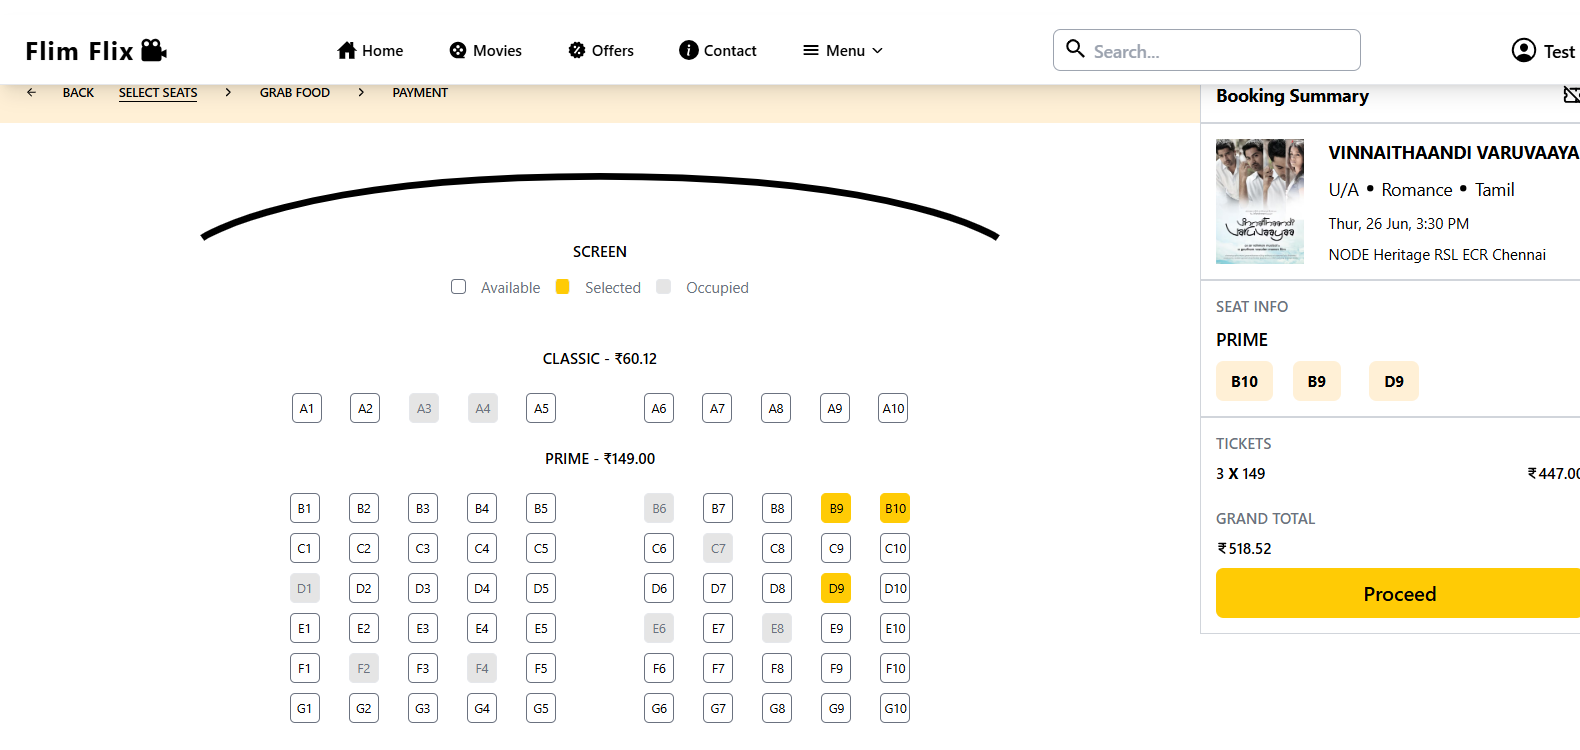 Flim Flix
Home
Movies
Offers
Contact
Menu
Search...
Test
BACK
SELECT SEATS
GRAB FOOD
PAYMENT
SCREEN
Available
Selected
Occupied
CLASSIC - ₹60.12
A1 A2 A3 A4 A5 A6 A7 A8 A9 A10
PRIME - ₹149.00
B1 B2 B3 B4 B5 B6 B7 B8 B9 B10
C1 C2 C3 C4 C5 C6 C7 C8 C9 C10
D1 D2 D3 D4 D5 D6 D7 D8 D9 D10
E1 E2 E3 E4 E5 E6 E7 E8 E9 E10
F1 F2 F3 F4 F5 F6 F7 F8 F9 F10
G1 G2 G3 G4 G5 G6 G7 G8 G9 G10
Booking Summary
vinnaithaandi
varuvaayaa
VINNAITHAANDI VARUVAAYA
U/A • Romance • Tamil
Thur, 26 Jun, 3:30 PM
NODE Heritage RSL ECR Chennai
SEAT INFO
PRIME
B10 B9 D9
TICKETS
3 X 149 ₹447.00
GRAND TOTAL
₹518.52
Proceed